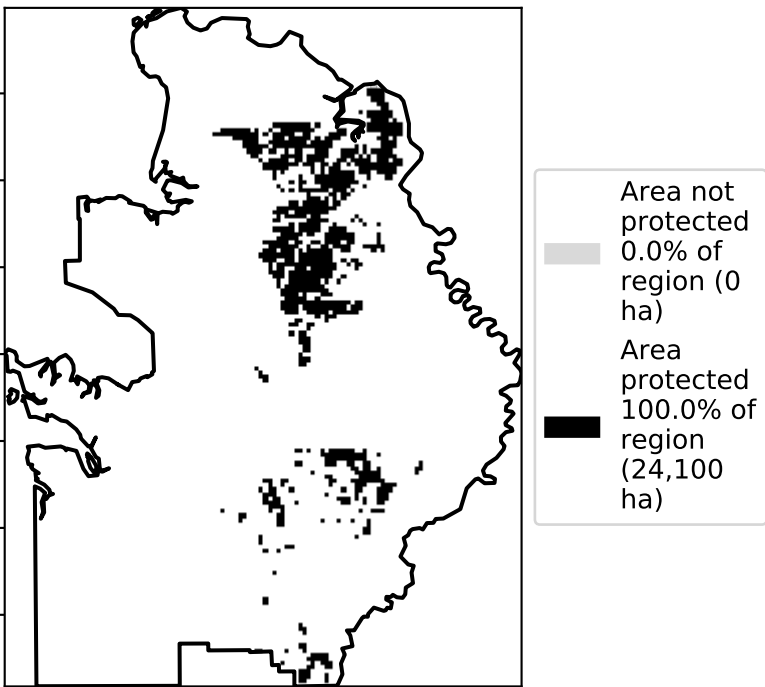 Area not
protected
0.0% of
region (0
ha)
Area
protected
100.0% of
region
(24,100
ha)